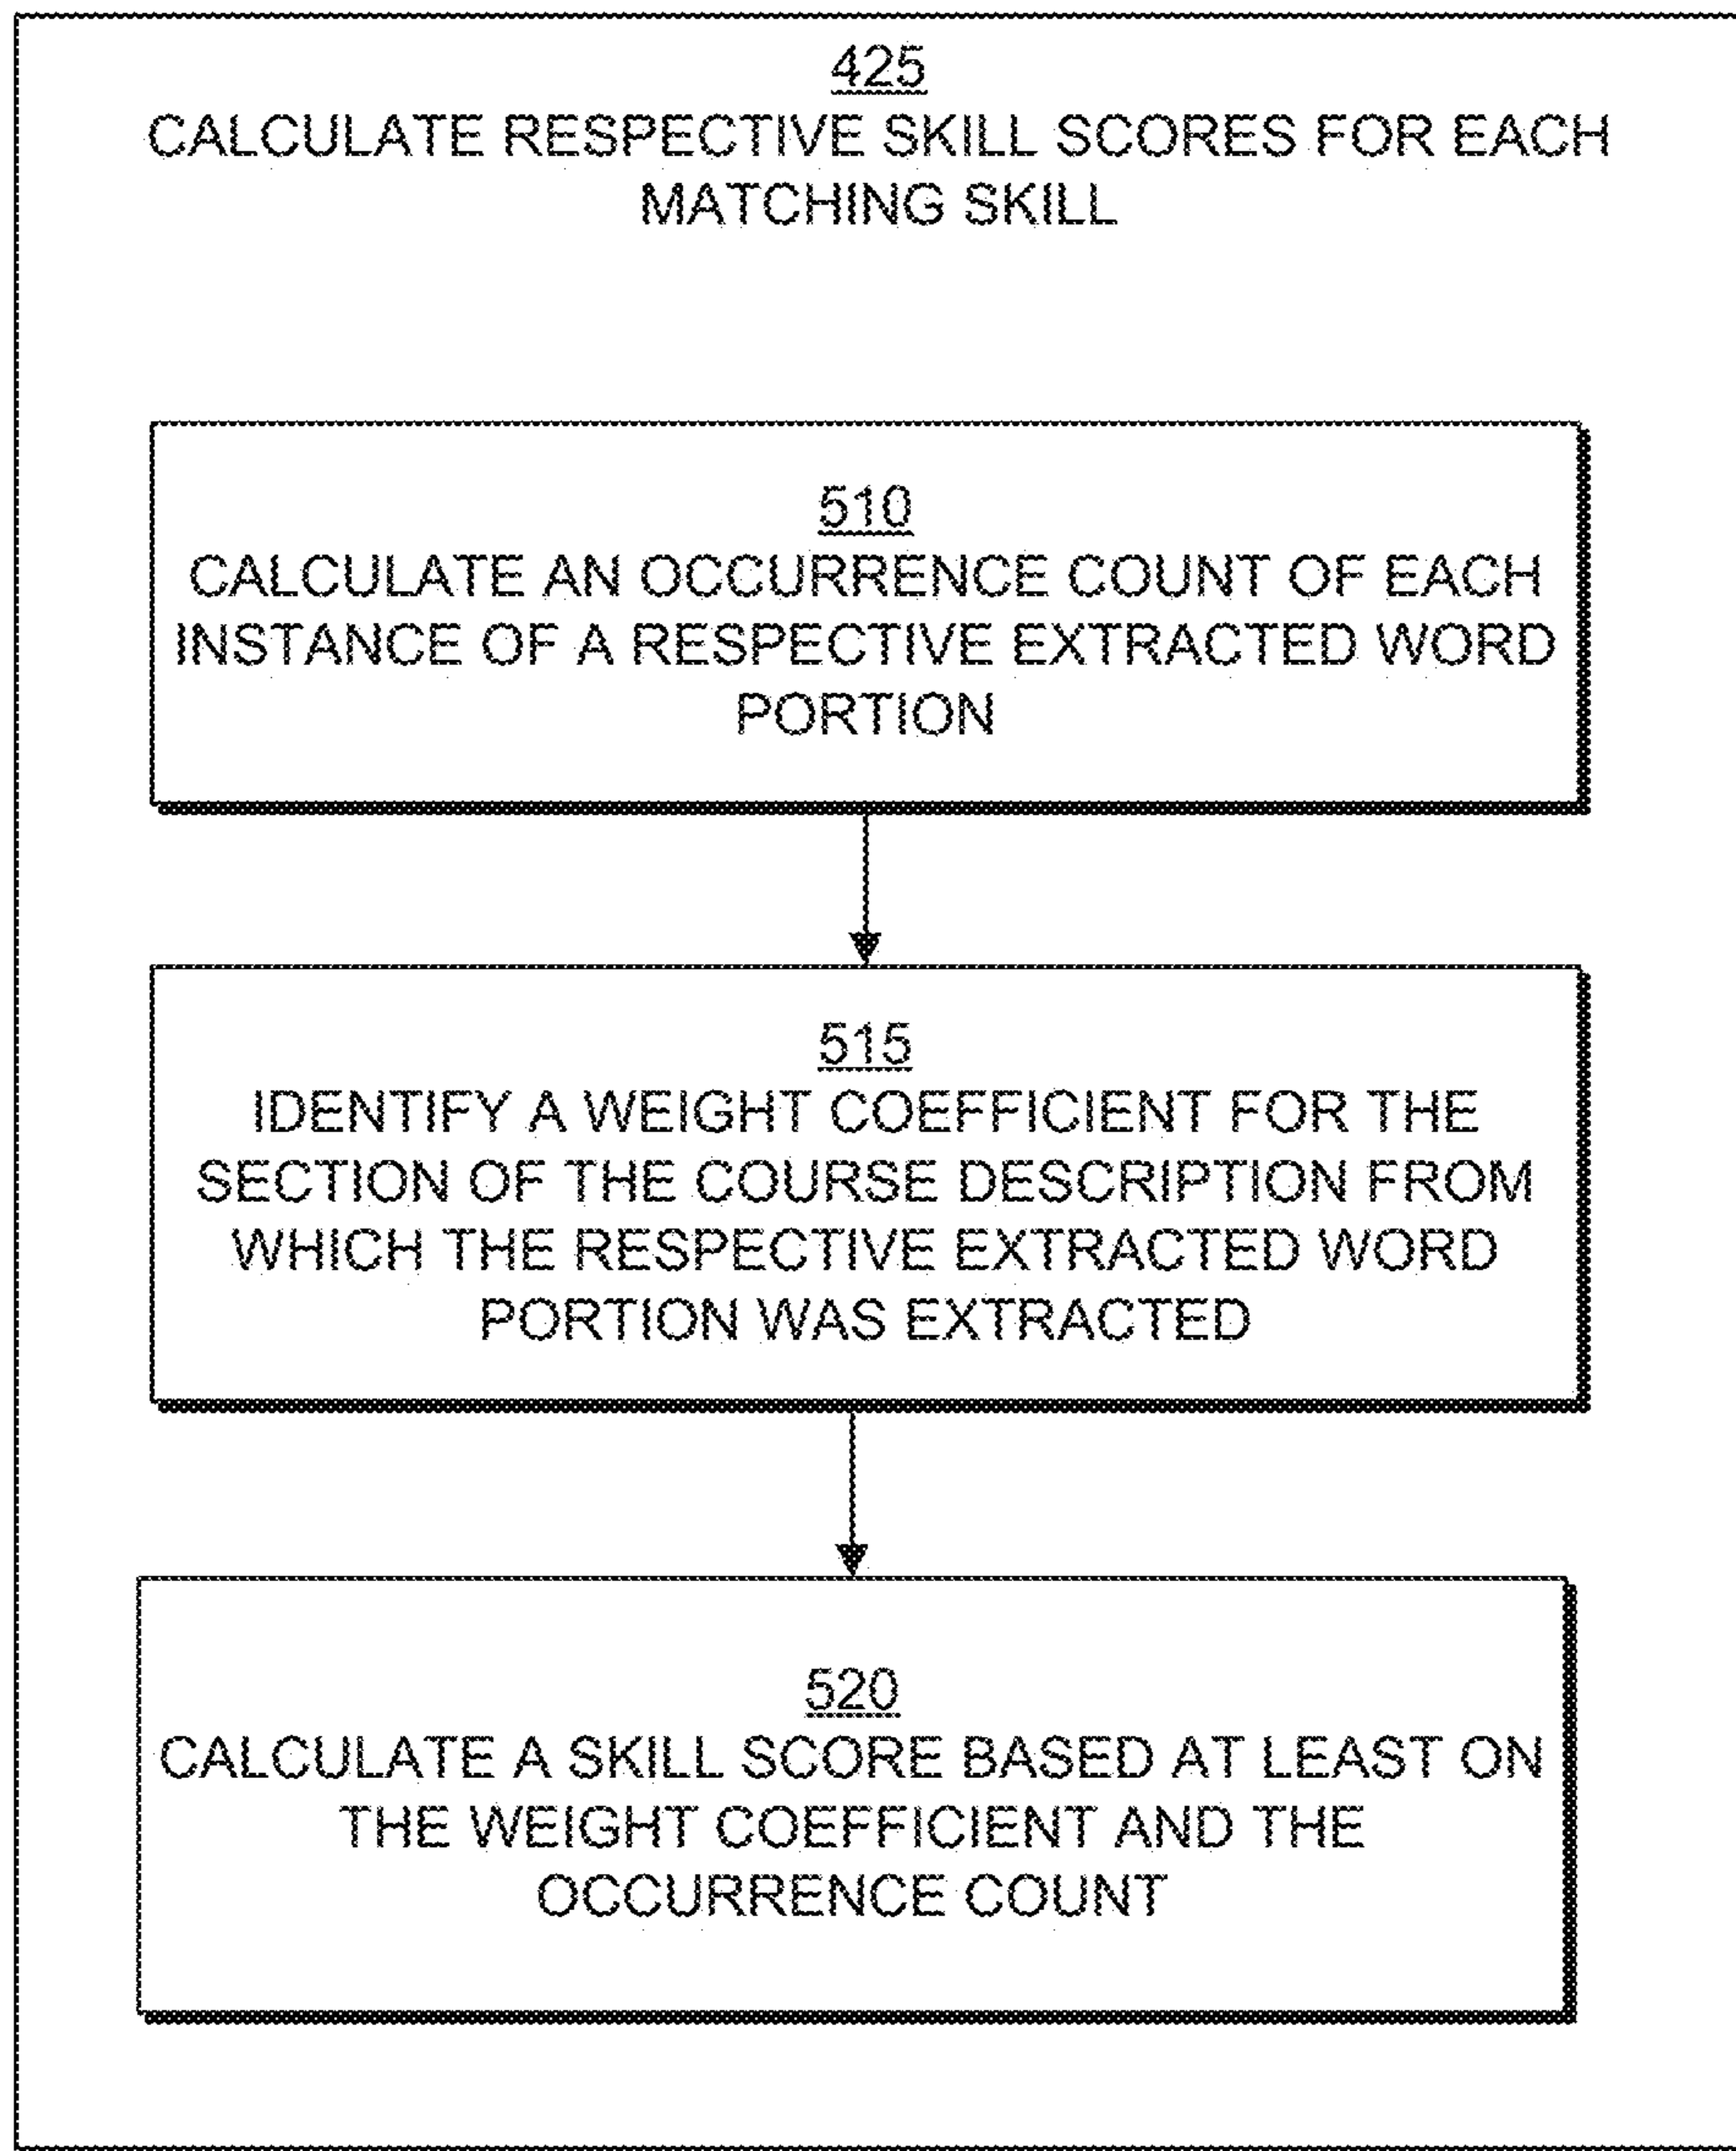 425
CALCULATE RESPECTIVE SKILL SCORES FOR EACH
MATCHING SKILL
510
CALCULATE AN OCCURRENCE COUNT OF EACH
INSTANCE OF A RESPECTIVE EXTRACTED WORD
PORTION
515
IDENTIFY A WEIGHT COEFFICIENT FOR THE
SECTION OF THE COURSE DESCRIPTION FROM
WHICH THE RESPECTIVE EXTRACTED WORD
PORTION WAS EXTRACTED
520
CALCULATE A SKILL SCORE BASED AT LEAST ON
THE WEIGHT COEFFICIENT AND THE
OCCURRENCE COUNT